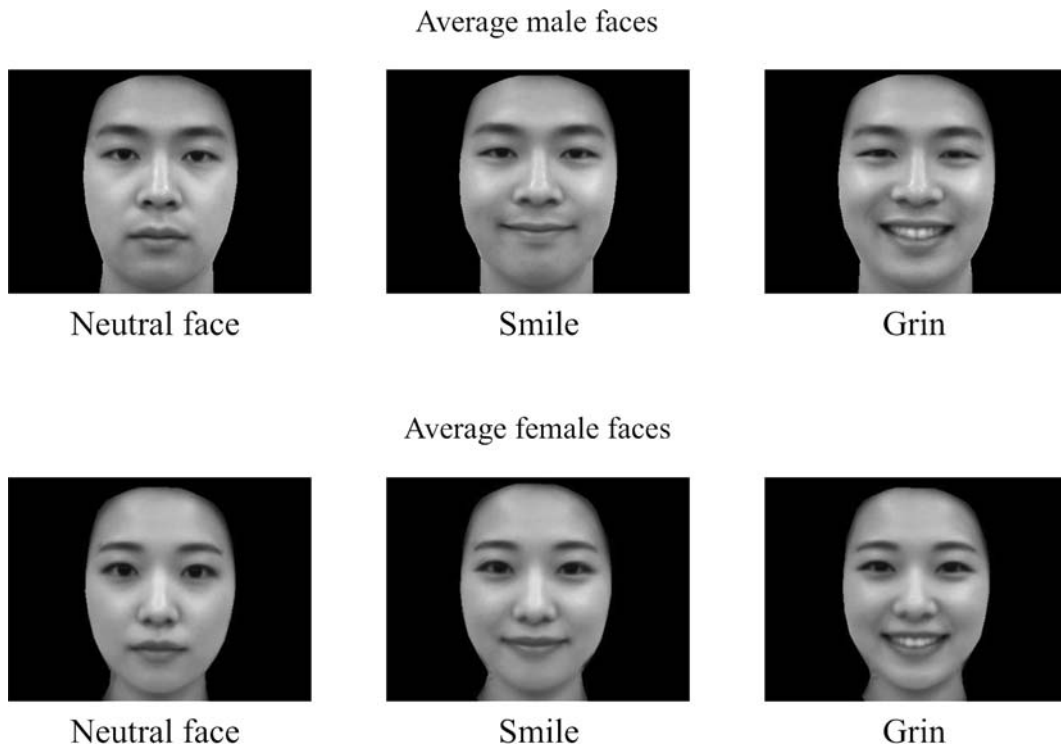 Average male faces
Neutral face
Smile
Grin
Average female faces
Neutral face
Smile
Grin